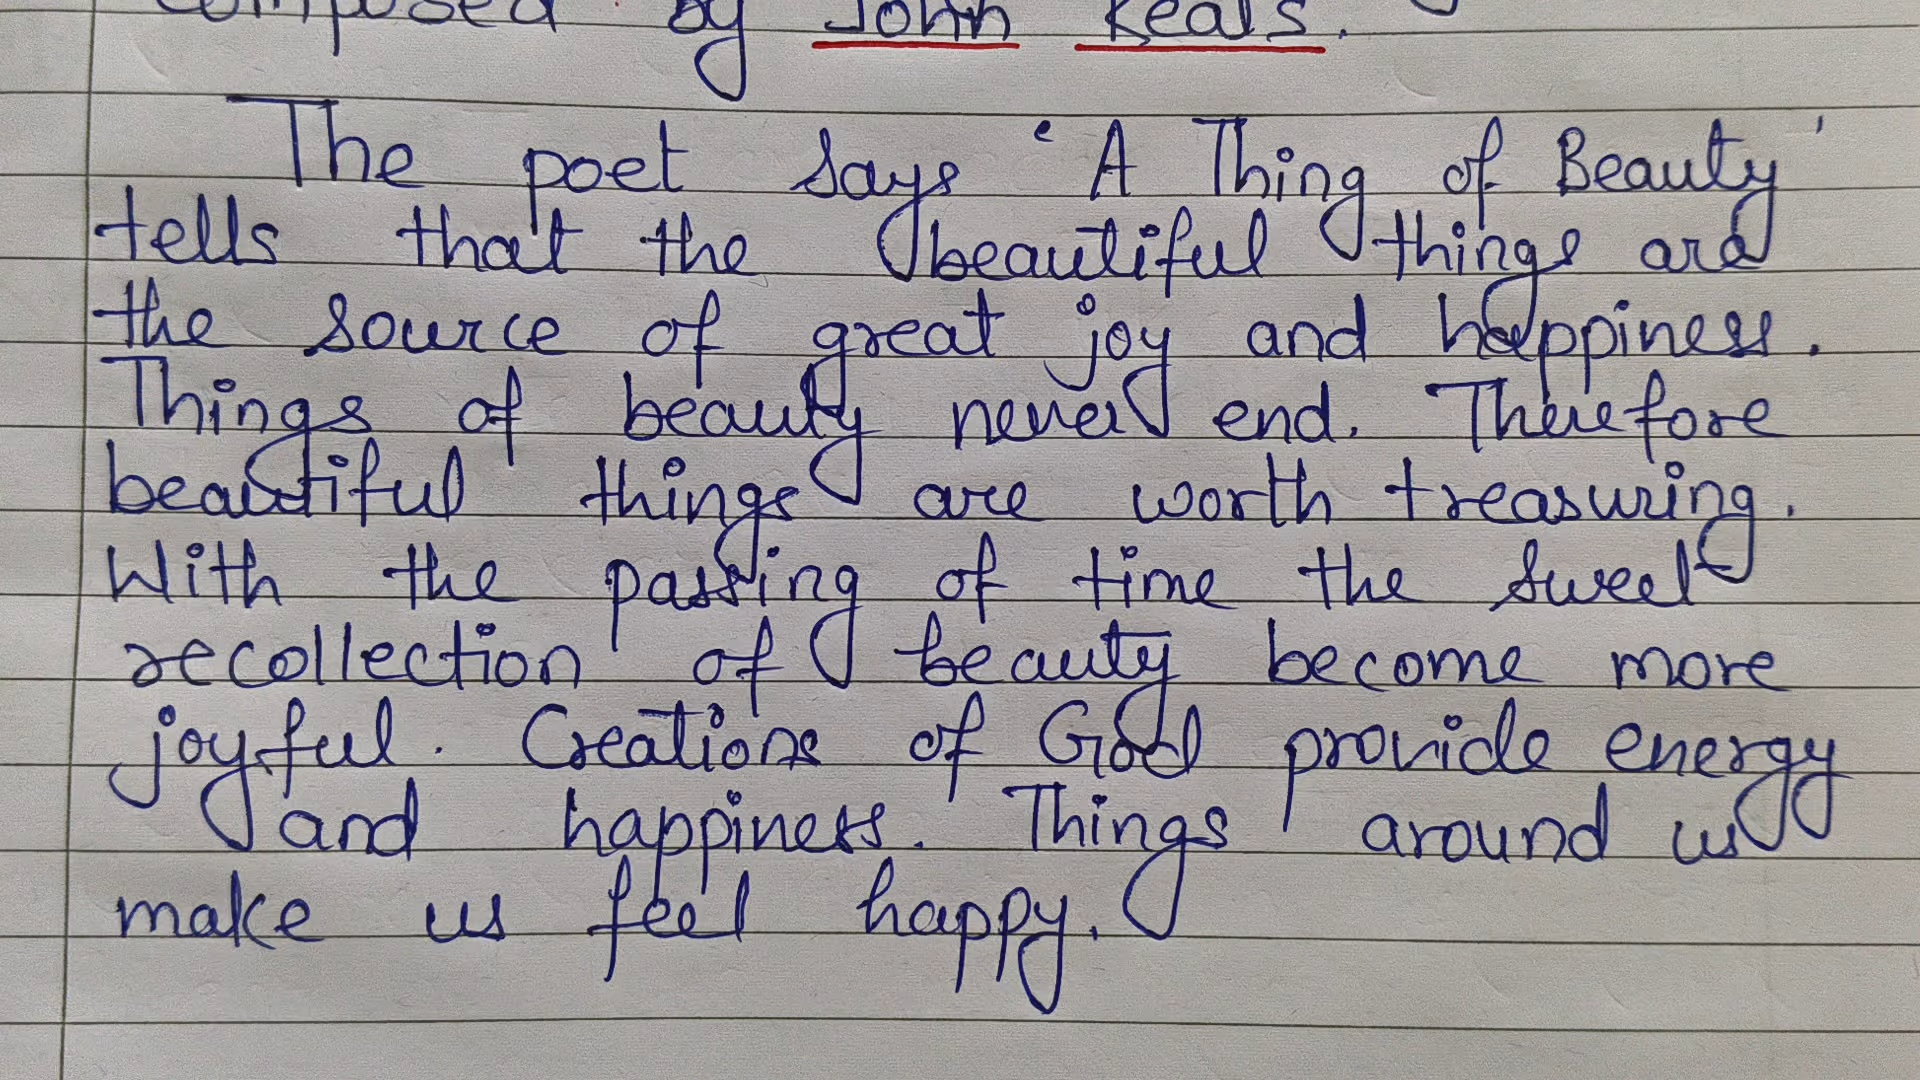 composed by John Keats.
The poet says 'A Thing of Beauty'
tells that the beautiful things are
the source of great joy and happiness.
Things of beauty never end. Therefore
beautiful things are worth treasuring.
With the passing of time the sweet
recollection of beauty become more
joyful. Creations of God provide energy
and happiness. Things around us
make us feel happy.